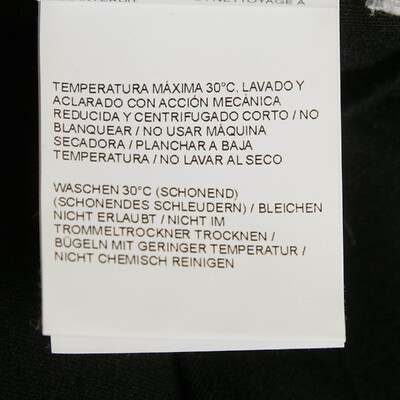 NETTOYAGE A
TEMPERATURA MÁXIMA 30°C, LAVADO Y
ACLARADO CON ACCIÓN MECÁNICA
REDUCIDA Y CENTRIFUGADO CORTO / NO
BLANQUEAR / NO USAR MÁQUINA
SECADORA / PLANCHAR A BAJA
TEMPERATURA / NO LAVAR AL SECO
WASCHEN 30°C (SCHONEND)
(SCHONENDES SCHLEUDERN) / BLEICHEN
NICHT ERLAUBT / NICHT IM
TROMMELTROCKNER TROCKNEN /
BÜGELN MIT GERINGER TEMPERATUR /
NICHT CHEMISCH REINIGEN